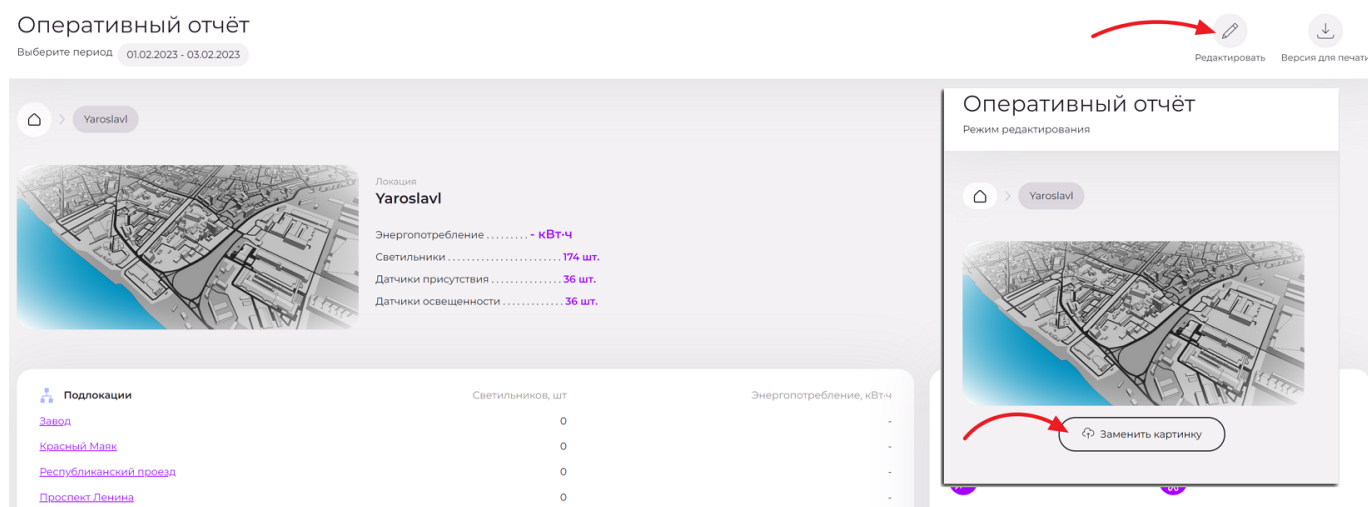 Оперативный отчёт
Выберите период 01.02.2023 - 03.02.2023
Редактировать
Версия для печати
Yaroslavl
Локация
Yaroslavl
Энергопотребление ......... - кВт·ч
Светильники ........................ 174 шт.
Датчики присутствия ............... 36 шт.
Датчики освещенности ............. 36 шт.
Подлокации Светильников, шт Энергопотребление, кВт·ч
Завод 0 -
Красный Маяк 0 -
Республиканский проезд 0 -
Проспект Ленина 0 -
Оперативный отчёт
Режим редактирования
Yaroslavl
Заменить картинку